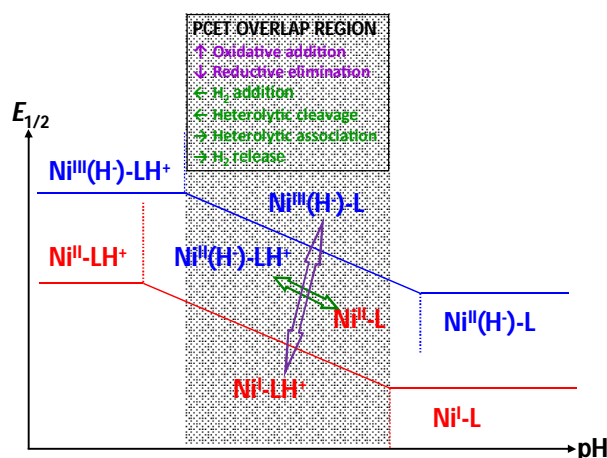 PCET OVERLAP REGION
↑ Oxidative addition
↓ Reductive elimination
← H₂ addition
← Heterolytic cleavage
→ Heterolytic association
→ H₂ release
E₁/₂
Niᴵᴵᴵ(H⁻)-LH⁺
Niᴵᴵᴵ(H⁻)-L
Niᴵᴵ-LH⁺
Niᴵᴵ(H⁻)-LH⁺
Niᴵᴵ-L
Niᴵᴵ(H⁻)-L
Niᴵ-LH⁺
Niᴵ-L
pH